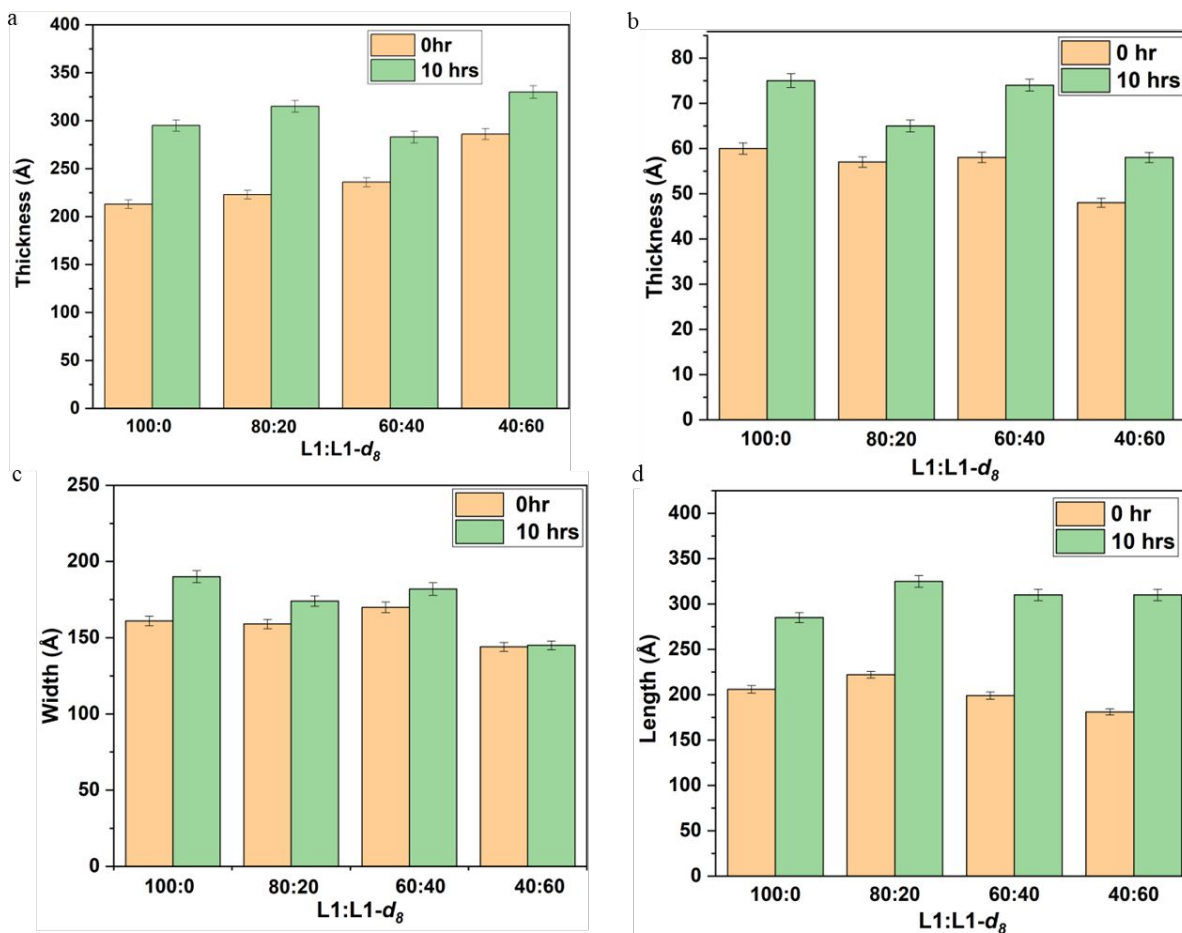 a
400
350
300
250
200
150
100
50
0
Thickness (Å)
0hr
10 hrs
100:0 80:20 60:40 40:60
L1:L1-d8
b
80
70
60
50
40
30
20
10
0
Thickness (Å)
0 hr
10 hrs
100:0 80:20 60:40 40:60
L1:L1-d8
c
250
200
150
100
50
0
Width (Å)
0hr
10 hrs
100:0 80:20 60:40 40:60
L1:L1-d8
d
400
350
300
250
200
150
100
50
0
Length (Å)
0 hr
10 hrs
100:0 80:20 60:40 40:60
L1:L1-d8